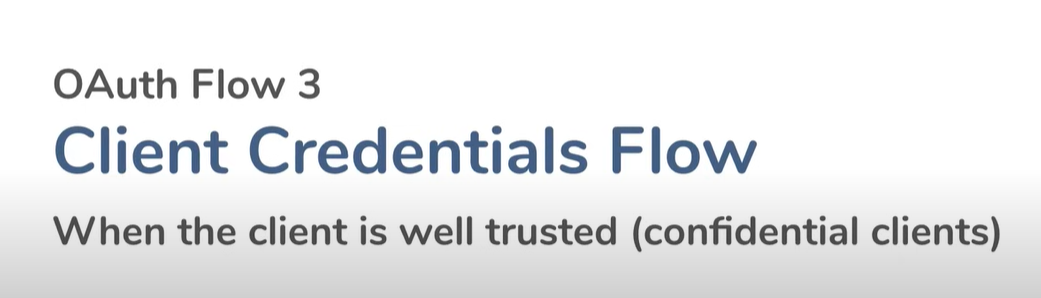 OAuth Flow 3
Client Credentials Flow
When the client is well trusted (confidential clients)